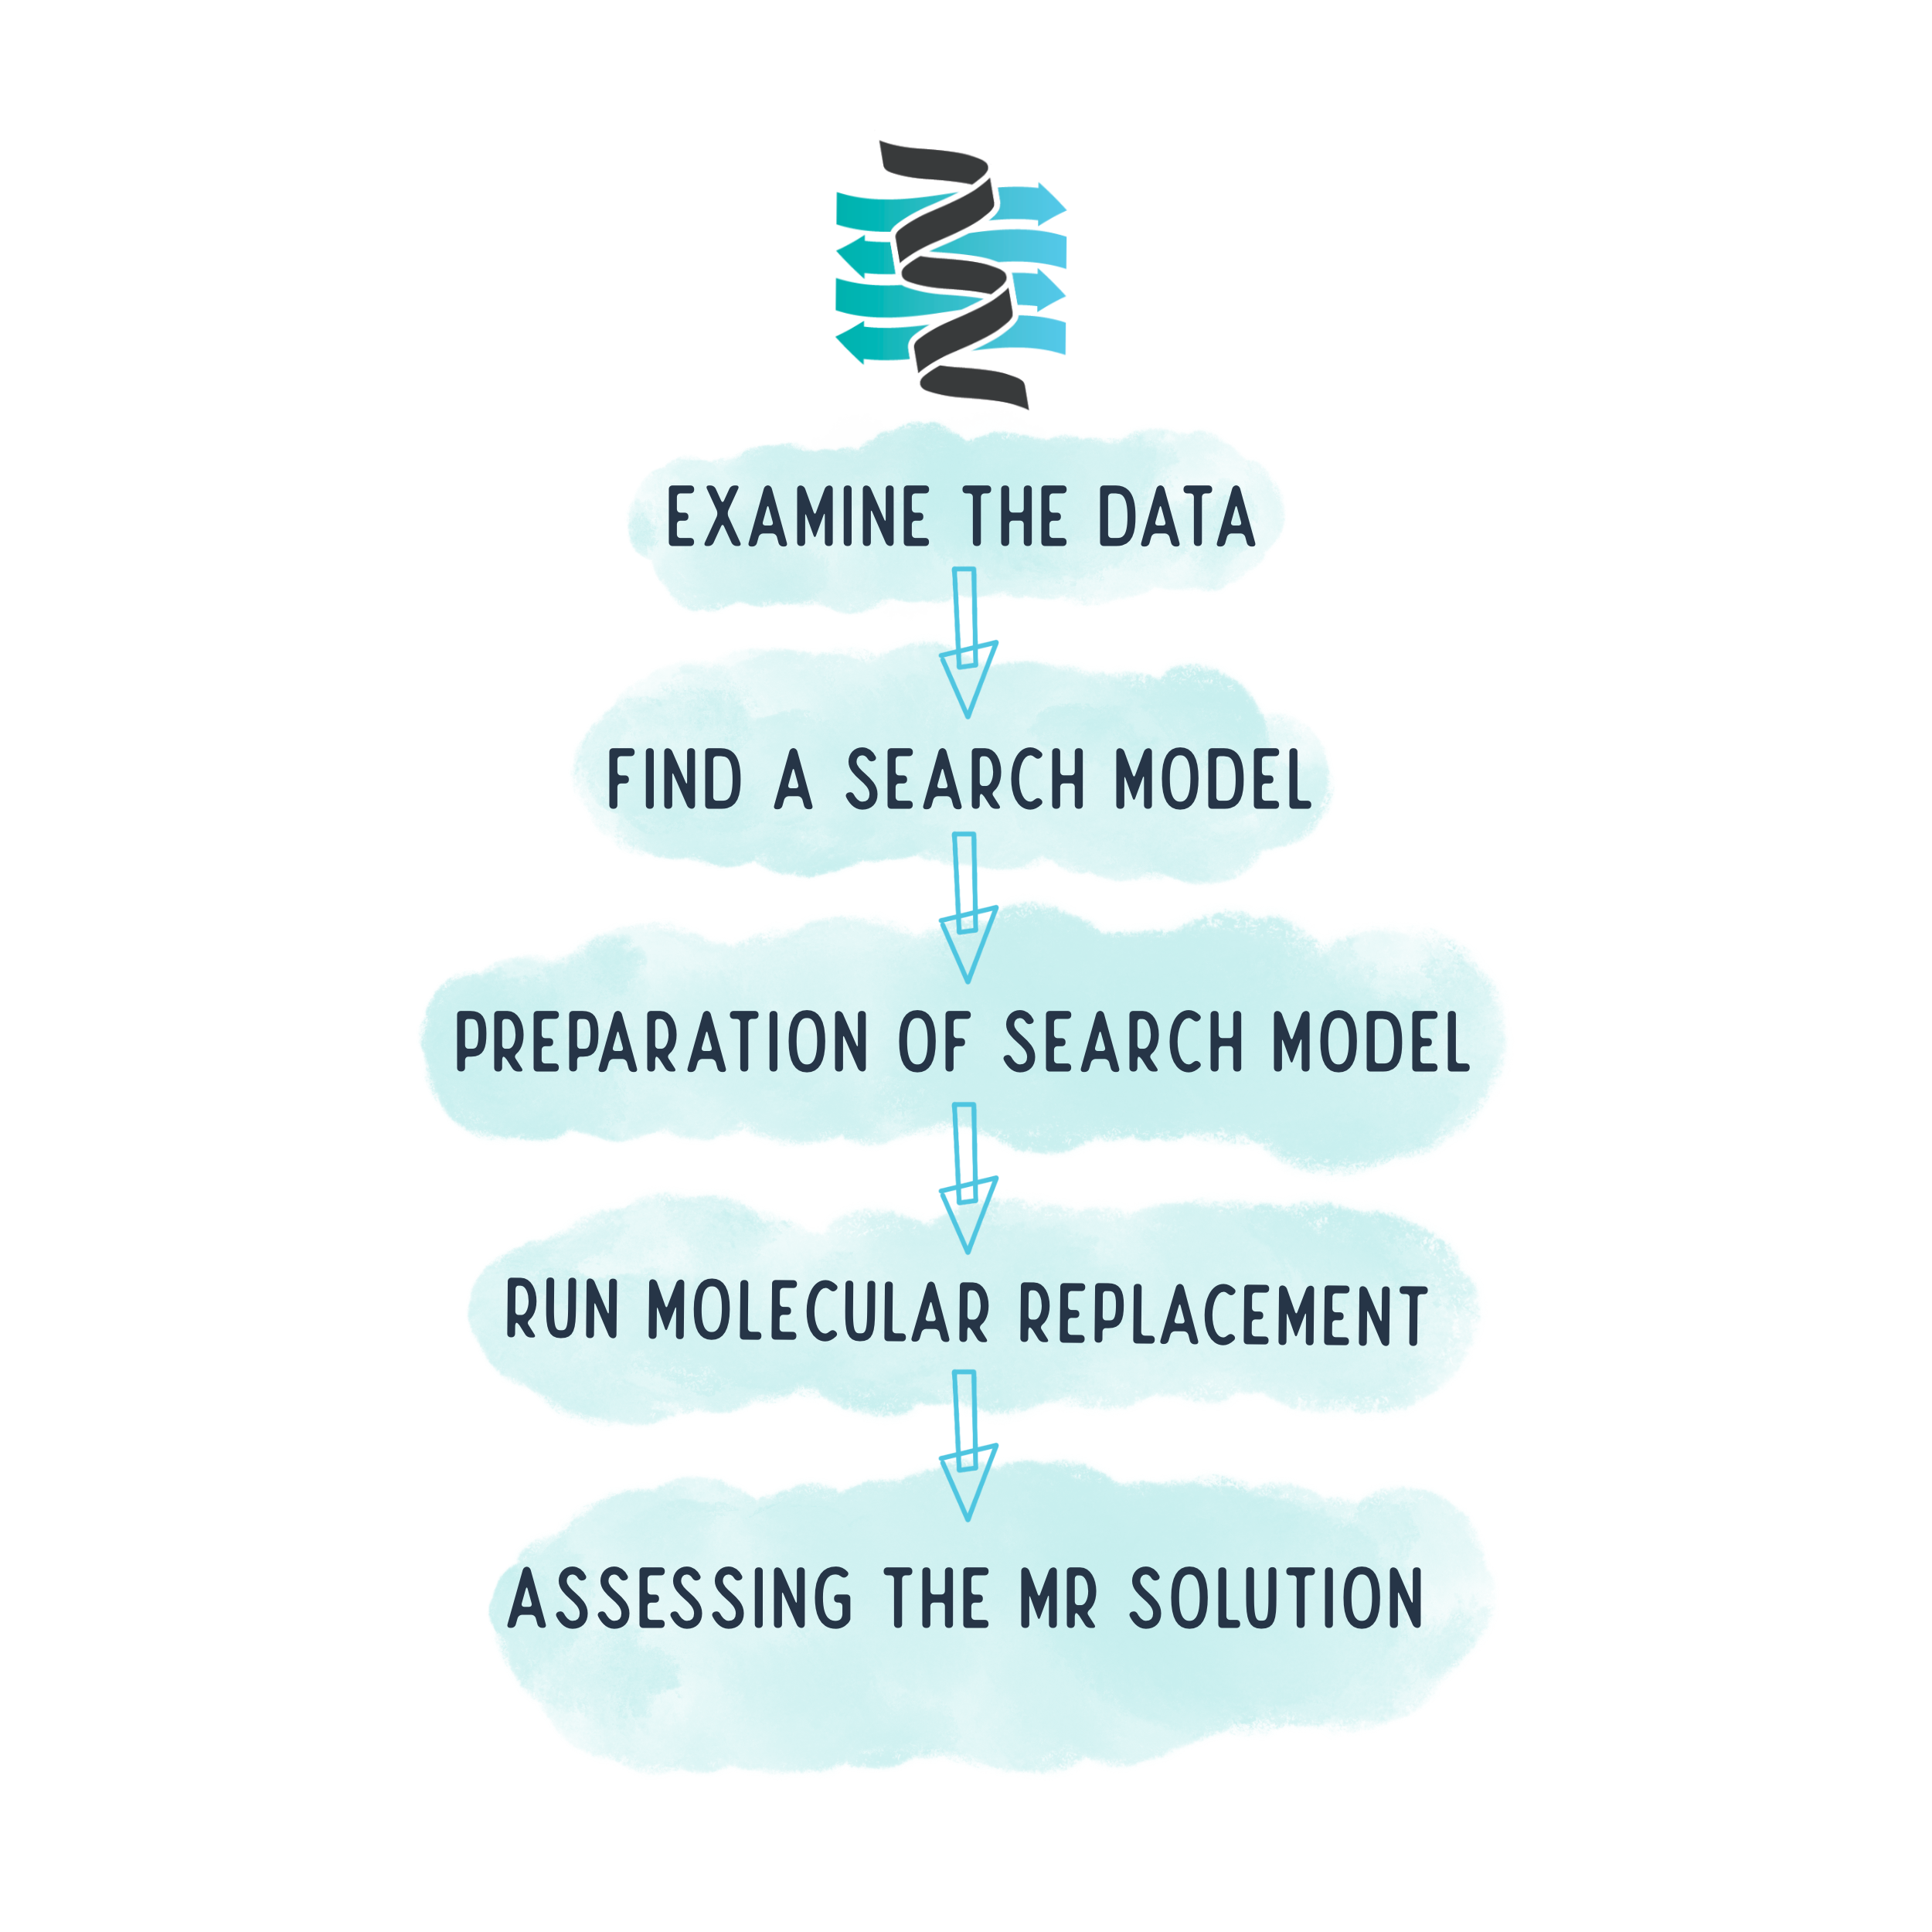 EXAMINE THE DATA
FIND A SEARCH MODEL
PREPARATION OF SEARCH MODEL
RUN MOLECULAR REPLACEMENT
ASSESSING THE MR SOLUTION